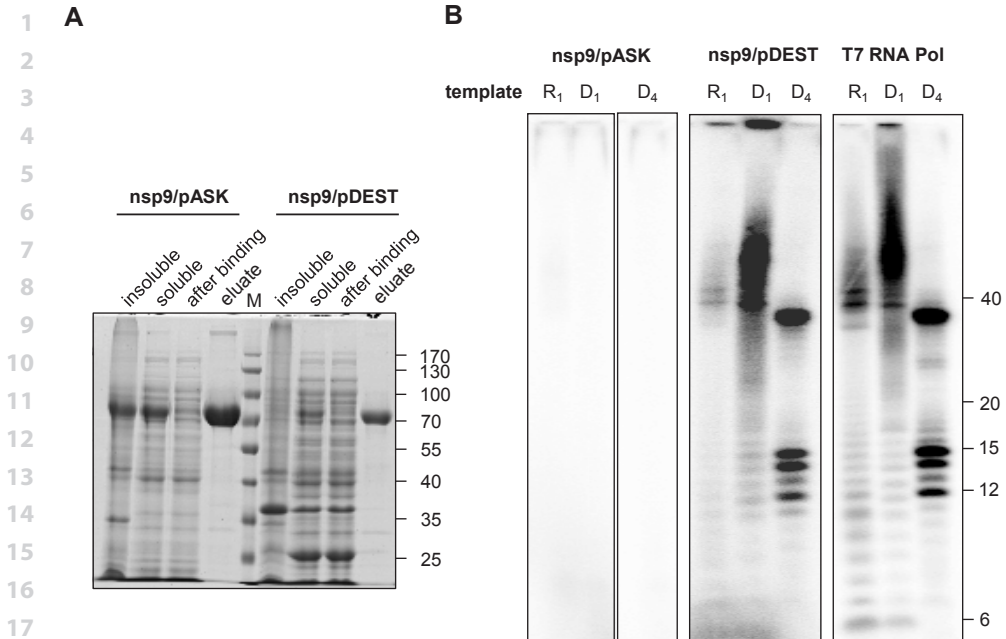 A
nsp9/pASK
nsp9/pDEST
insoluble
soluble
after binding
eluate
M
insoluble
soluble
after binding
eluate
170
130
100
70
55
40
35
25
B
nsp9/pASK
nsp9/pDEST
T7 RNA Pol
template R₁ D₁ D₄ R₁ D₁ D₄ R₁ D₁ D₄
40
20
15
12
6
1
2
3
4
5
6
7
8
9
10
11
12
13
14
15
16
17